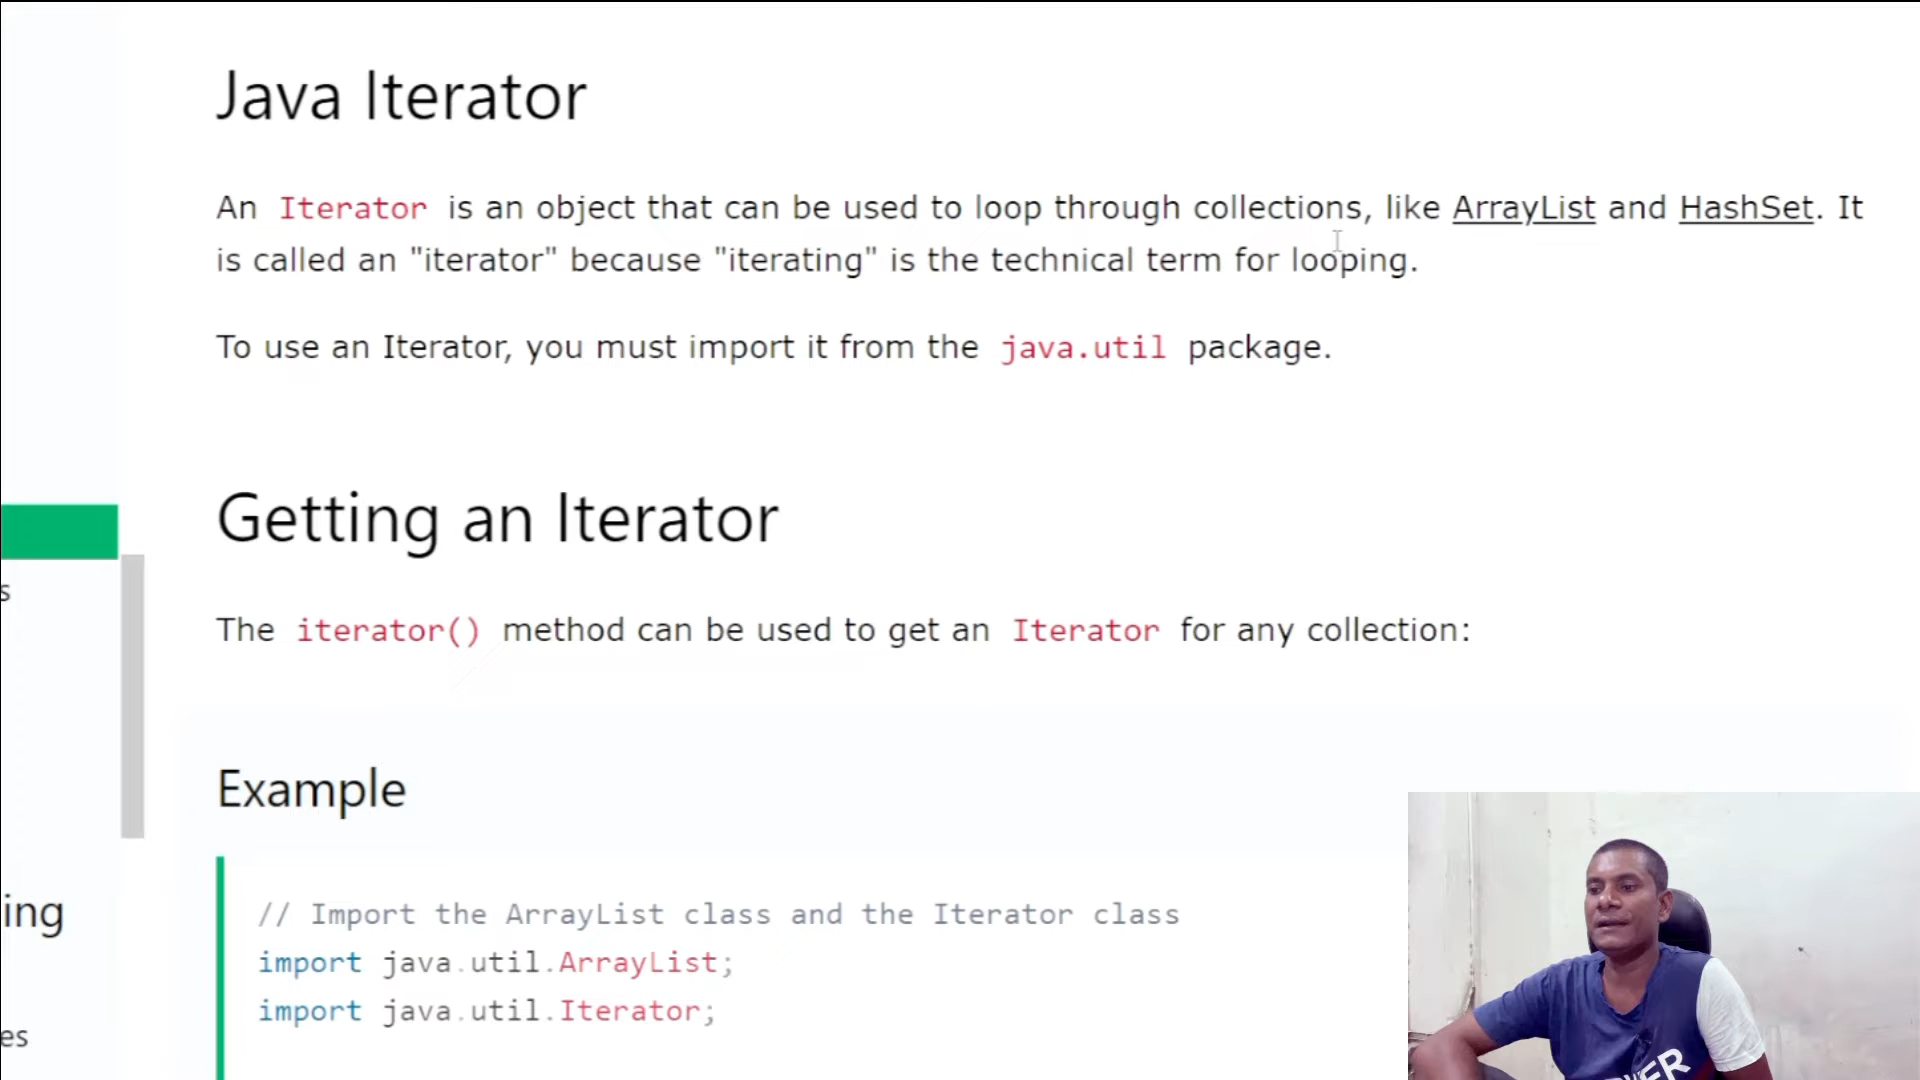 Java Iterator
An Iterator is an object that can be used to loop through collections, like ArrayList and HashSet. It
is called an "iterator" because "iterating" is the technical term for looping.
To use an Iterator, you must import it from the java.util package.
Getting an Iterator
s
The iterator() method can be used to get an Iterator for any collection:
Example
ing
// Import the ArrayList class and the Iterator class
import java.util.ArrayList;
import java.util.Iterator;
es